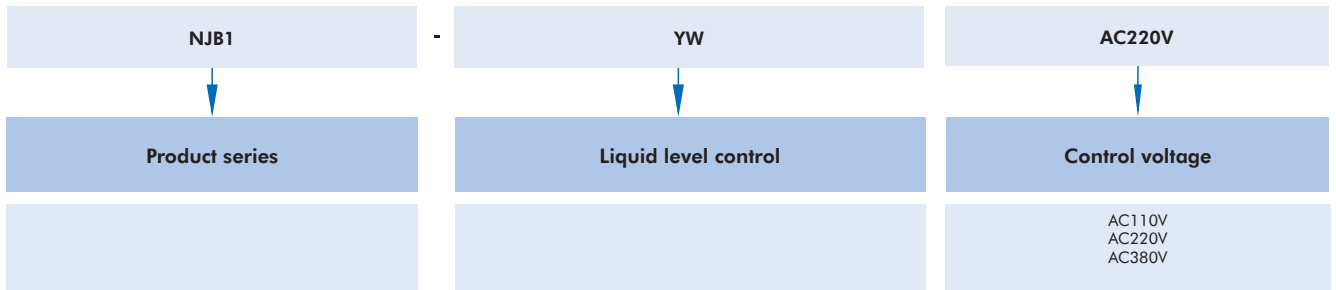 NJB1 - YW AC220V
Product series Liquid level control Control voltage
AC110V
AC220V
AC380V